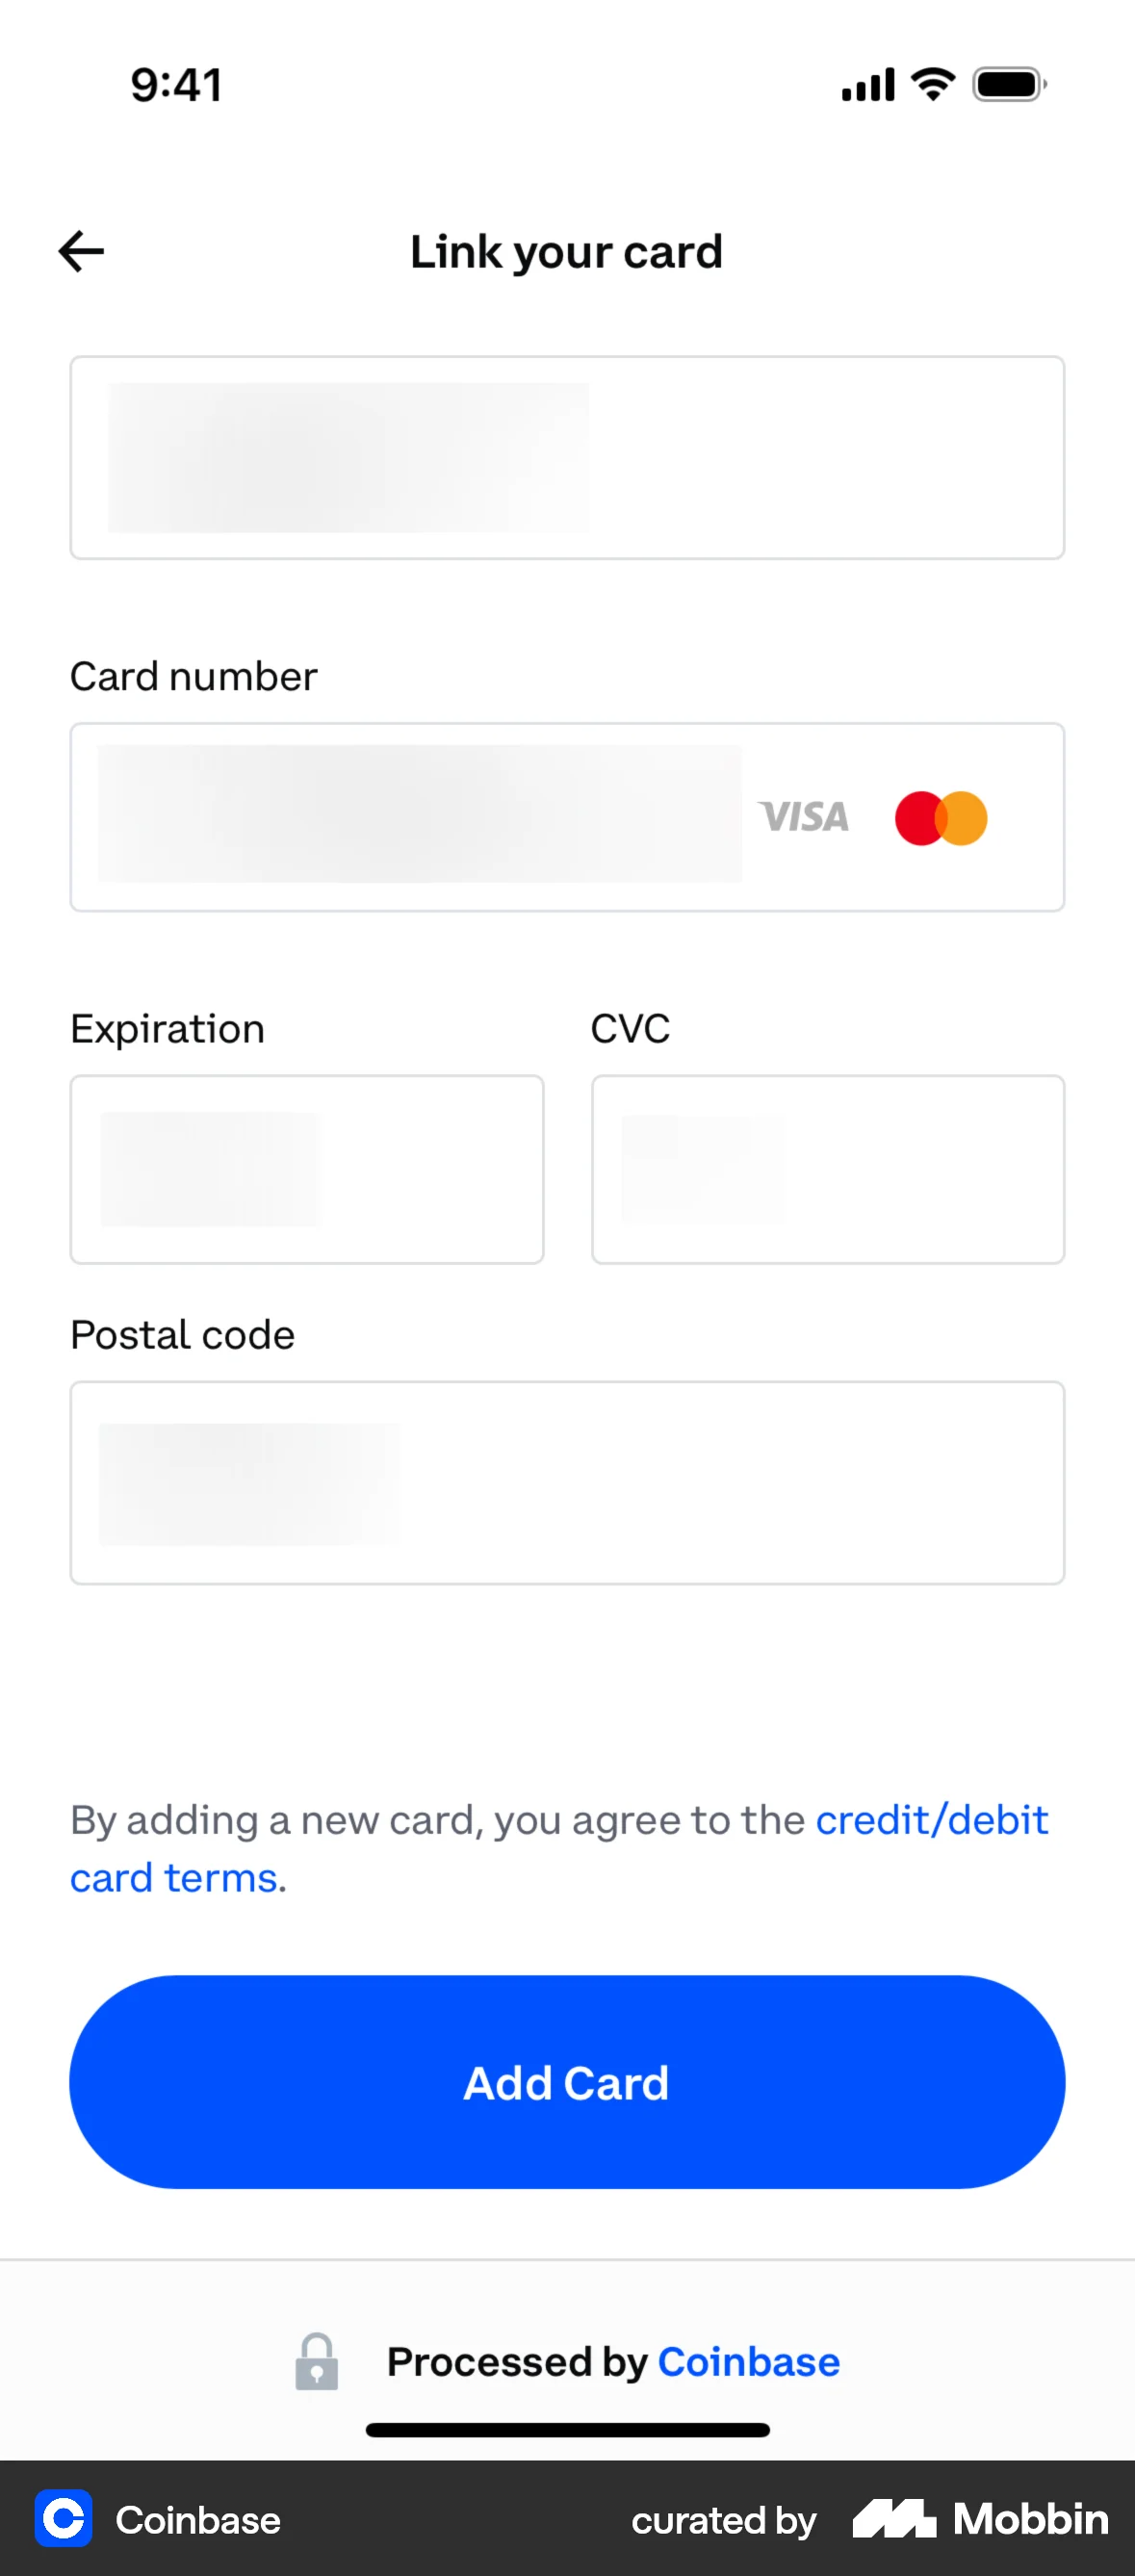 9:41
Link your card
Card number
VISA
Expiration
CVC
Postal code
By adding a new card, you agree to the credit/debit
card terms.
Add Card
Processed by Coinbase
Coinbase
curated by Mobbin